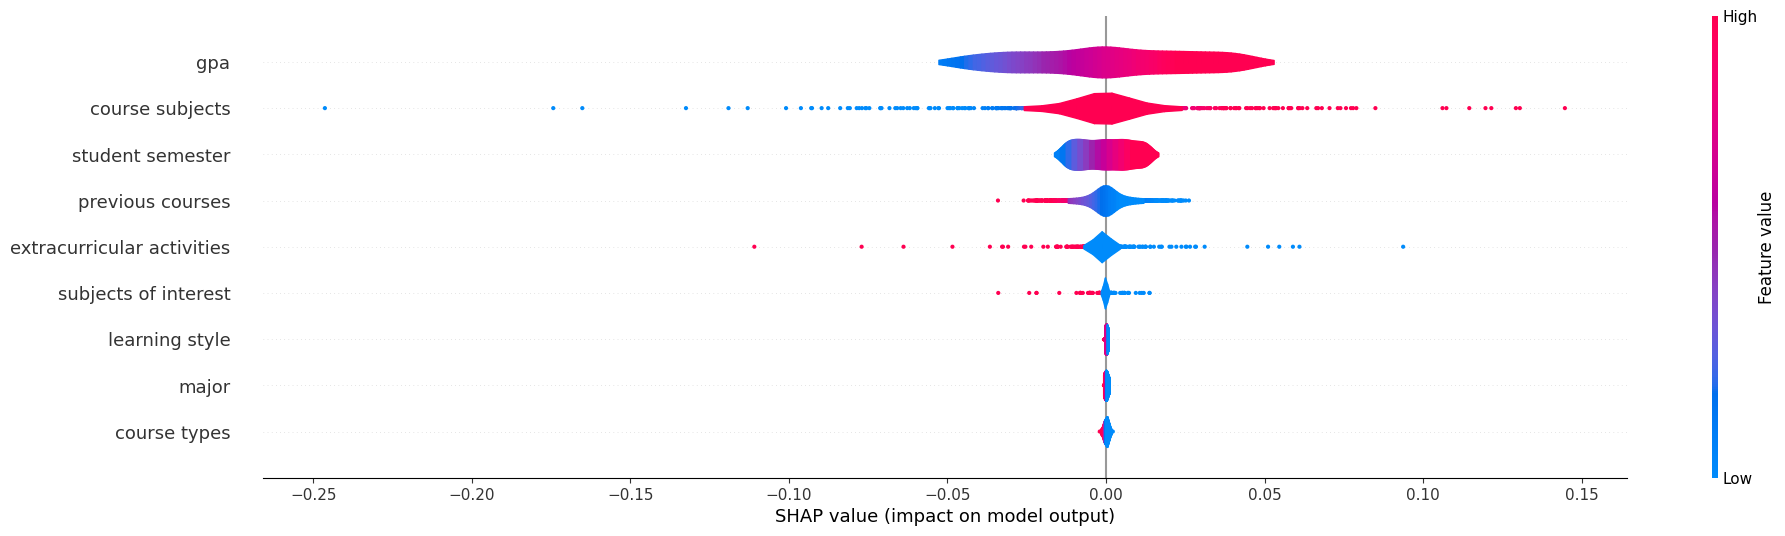 High
gpa
course subjects
student semester
previous courses
extracurricular activities
subjects of interest
learning style
major
course types
Feature value
Low
−0.25 −0.20 −0.15 −0.10 −0.05 0.00 0.05 0.10 0.15
SHAP value (impact on model output)